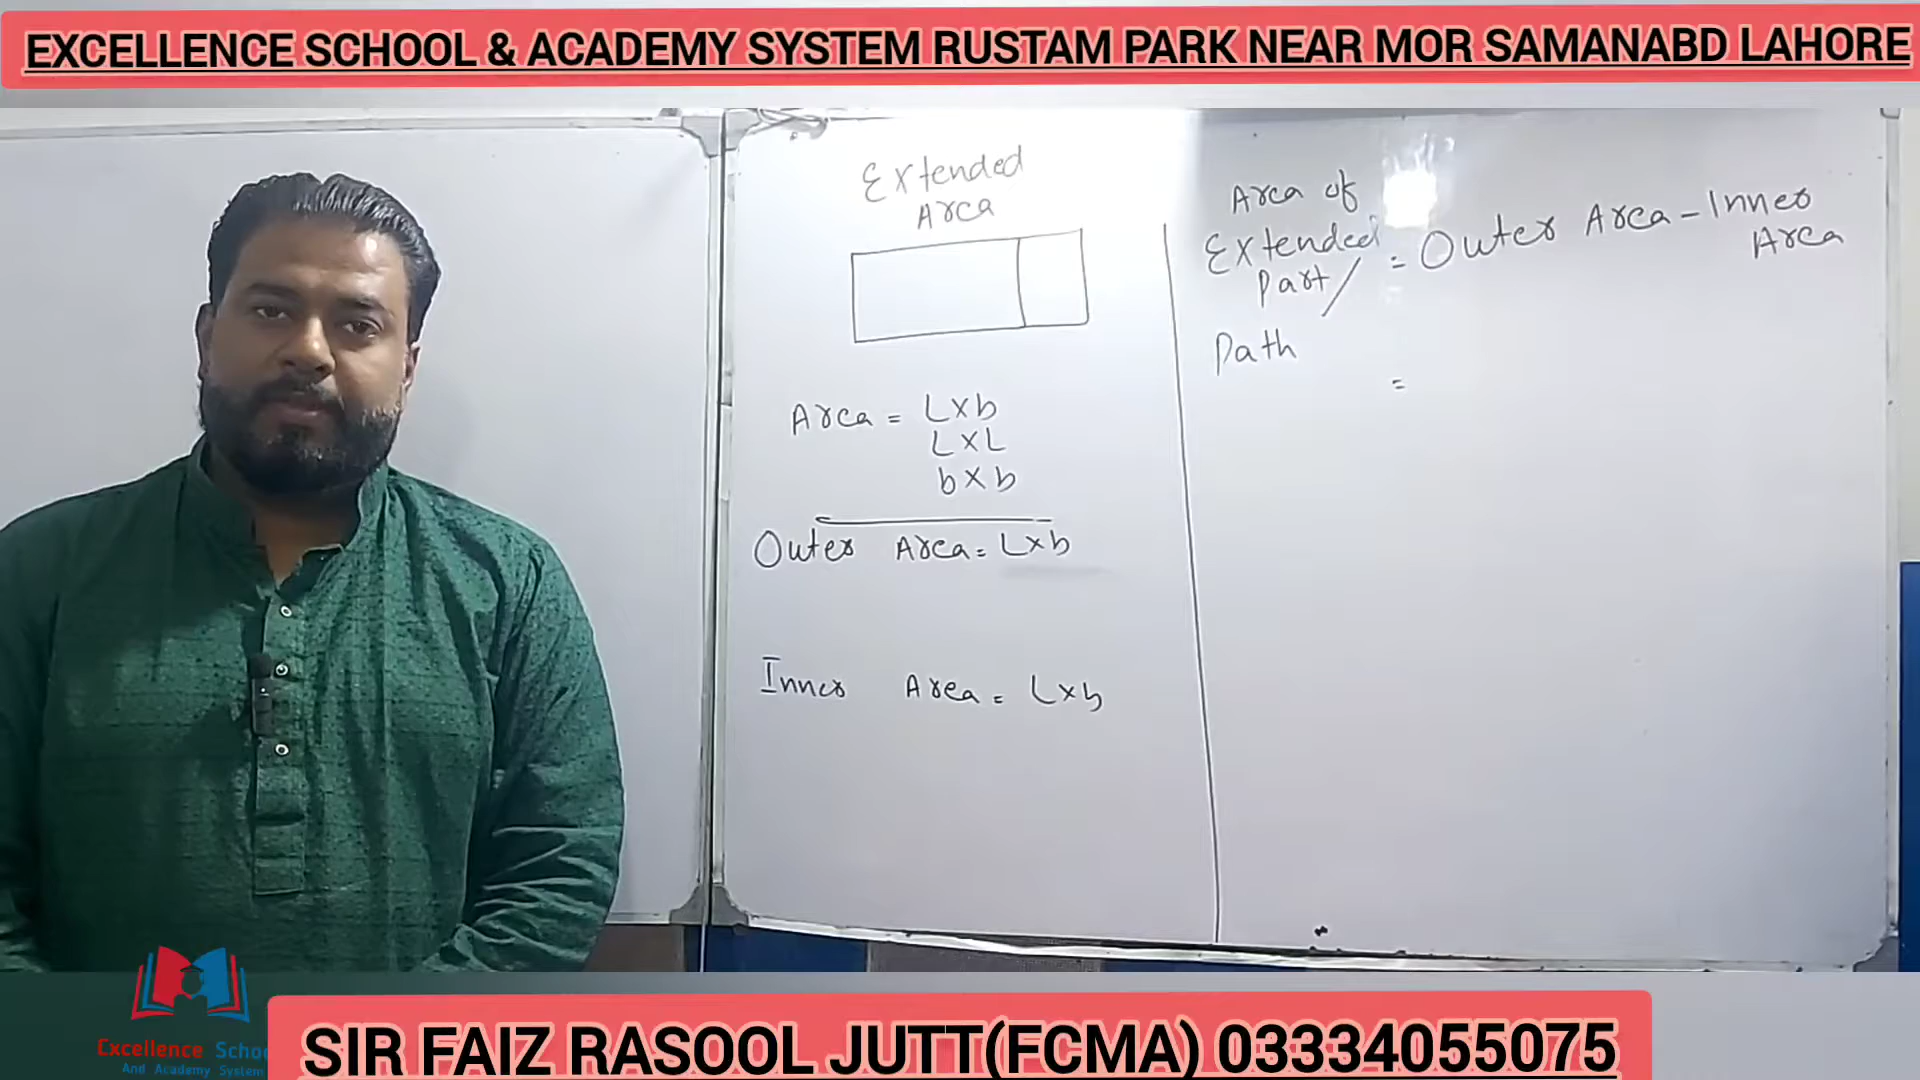 EXCELLENCE SCHOOL & ACADEMY SYSTEM RUSTAM PARK NEAR MOR SAMANABD LAHORE
Extended
Area
Area = L×b
L×L
b×b
Outer Area = L×b
Inner Area = L×b
Area of
Extended
Part/ = Outer Area - Inner
Area
Path
=
Excellence Schoo
And Academy System
SIR FAIZ RASOOL JUTT(FCMA) 03334055075